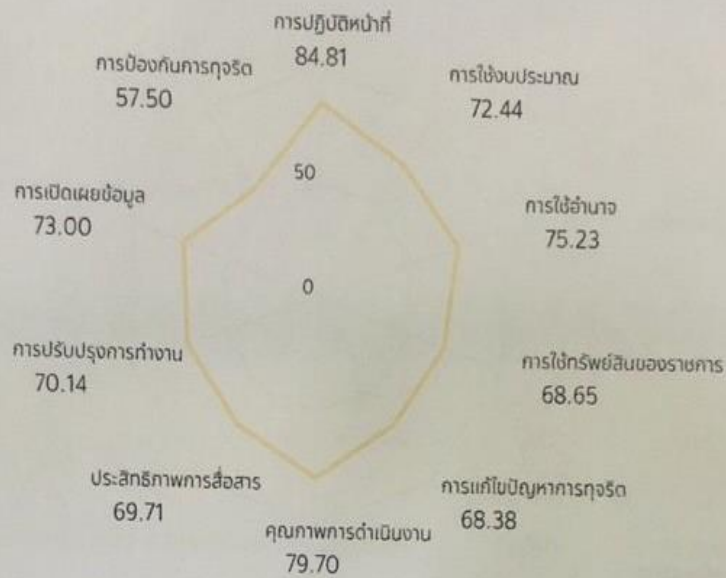 การปฏิบัติหน้าที่
84.81
การใช้งบประมาณ
72.44
การใช้อำนาจ
75.23
การใช้ทรัพย์สินของราชการ
68.65
การแก้ไขปัญหาการทุจริต
68.38
คุณภาพการดำเนินงาน
79.70
ประสิทธิภาพการสื่อสาร
69.71
การปรับปรุงการทำงาน
70.14
การเปิดเผยข้อมูล
73.00
การป้องกันการทุจริต
57.50
50
0